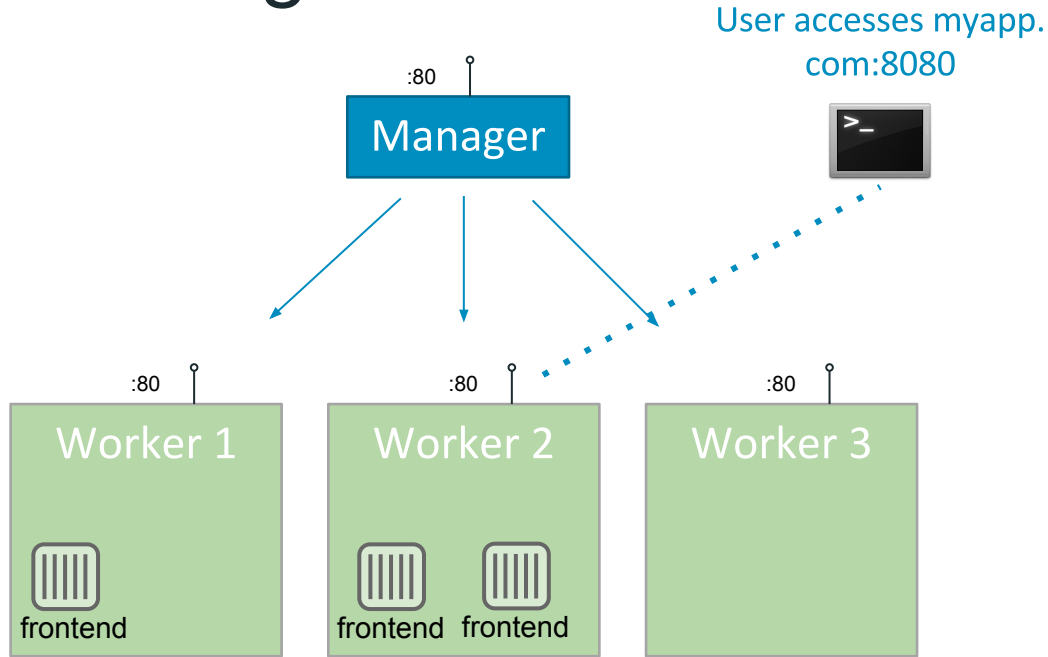 User accesses myapp.
com:8080
:80
Manager
>_
:80
:80
:80
Worker 1
Worker 2
Worker 3
frontend
frontend
frontend